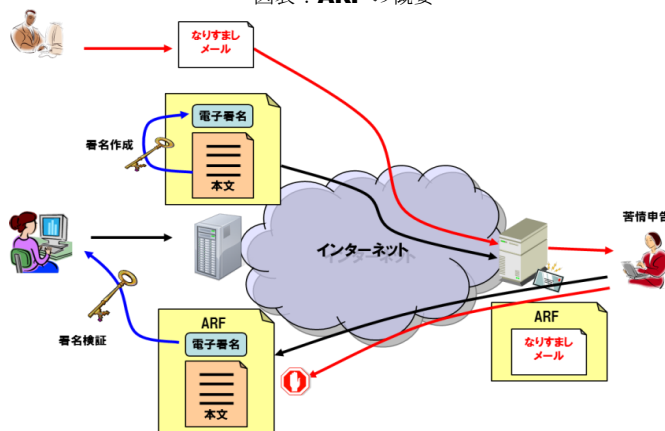 図表：ARFの概要
なりすまし
メール
電子署名
署名作成
本文
苦情申告
インターネット
ARF
電子署名
署名検証
本文
ARF
なりすまし
メール